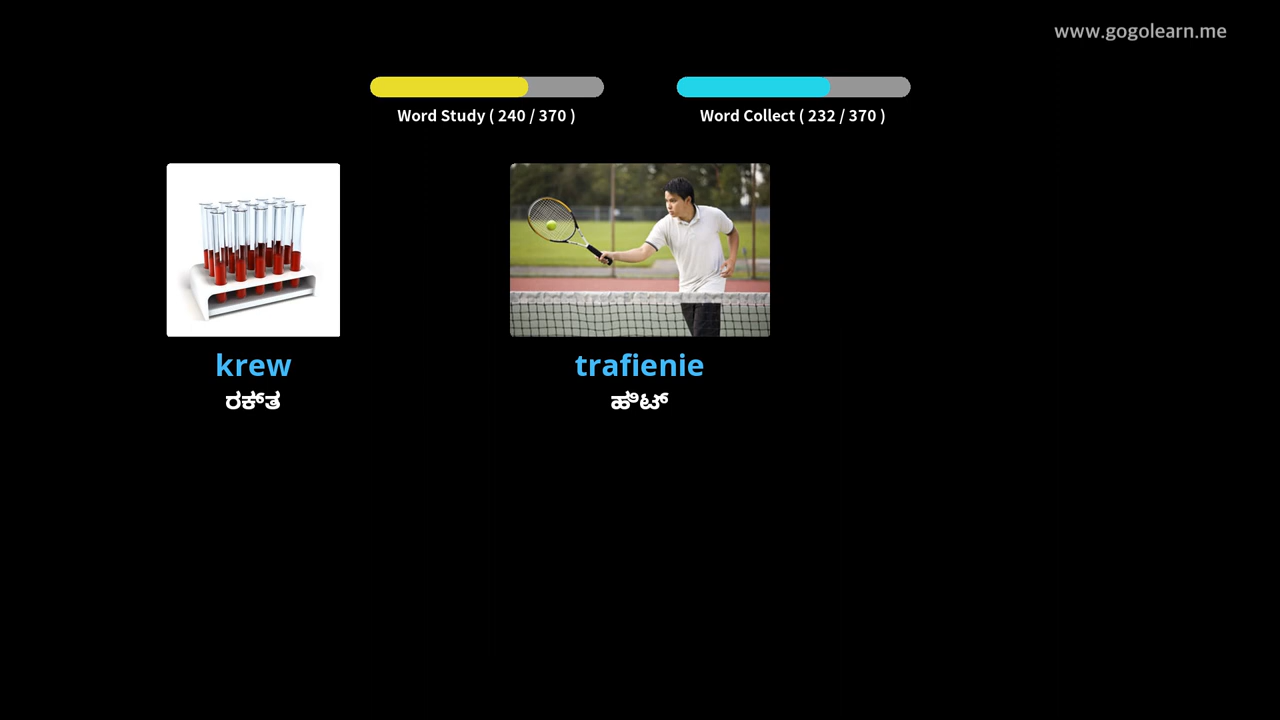 www.gogolearn.me
Word Study ( 240 / 370 )
Word Collect ( 232 / 370 )
krew
ರಕ್ತ
trafienie
ಹಿಟ್